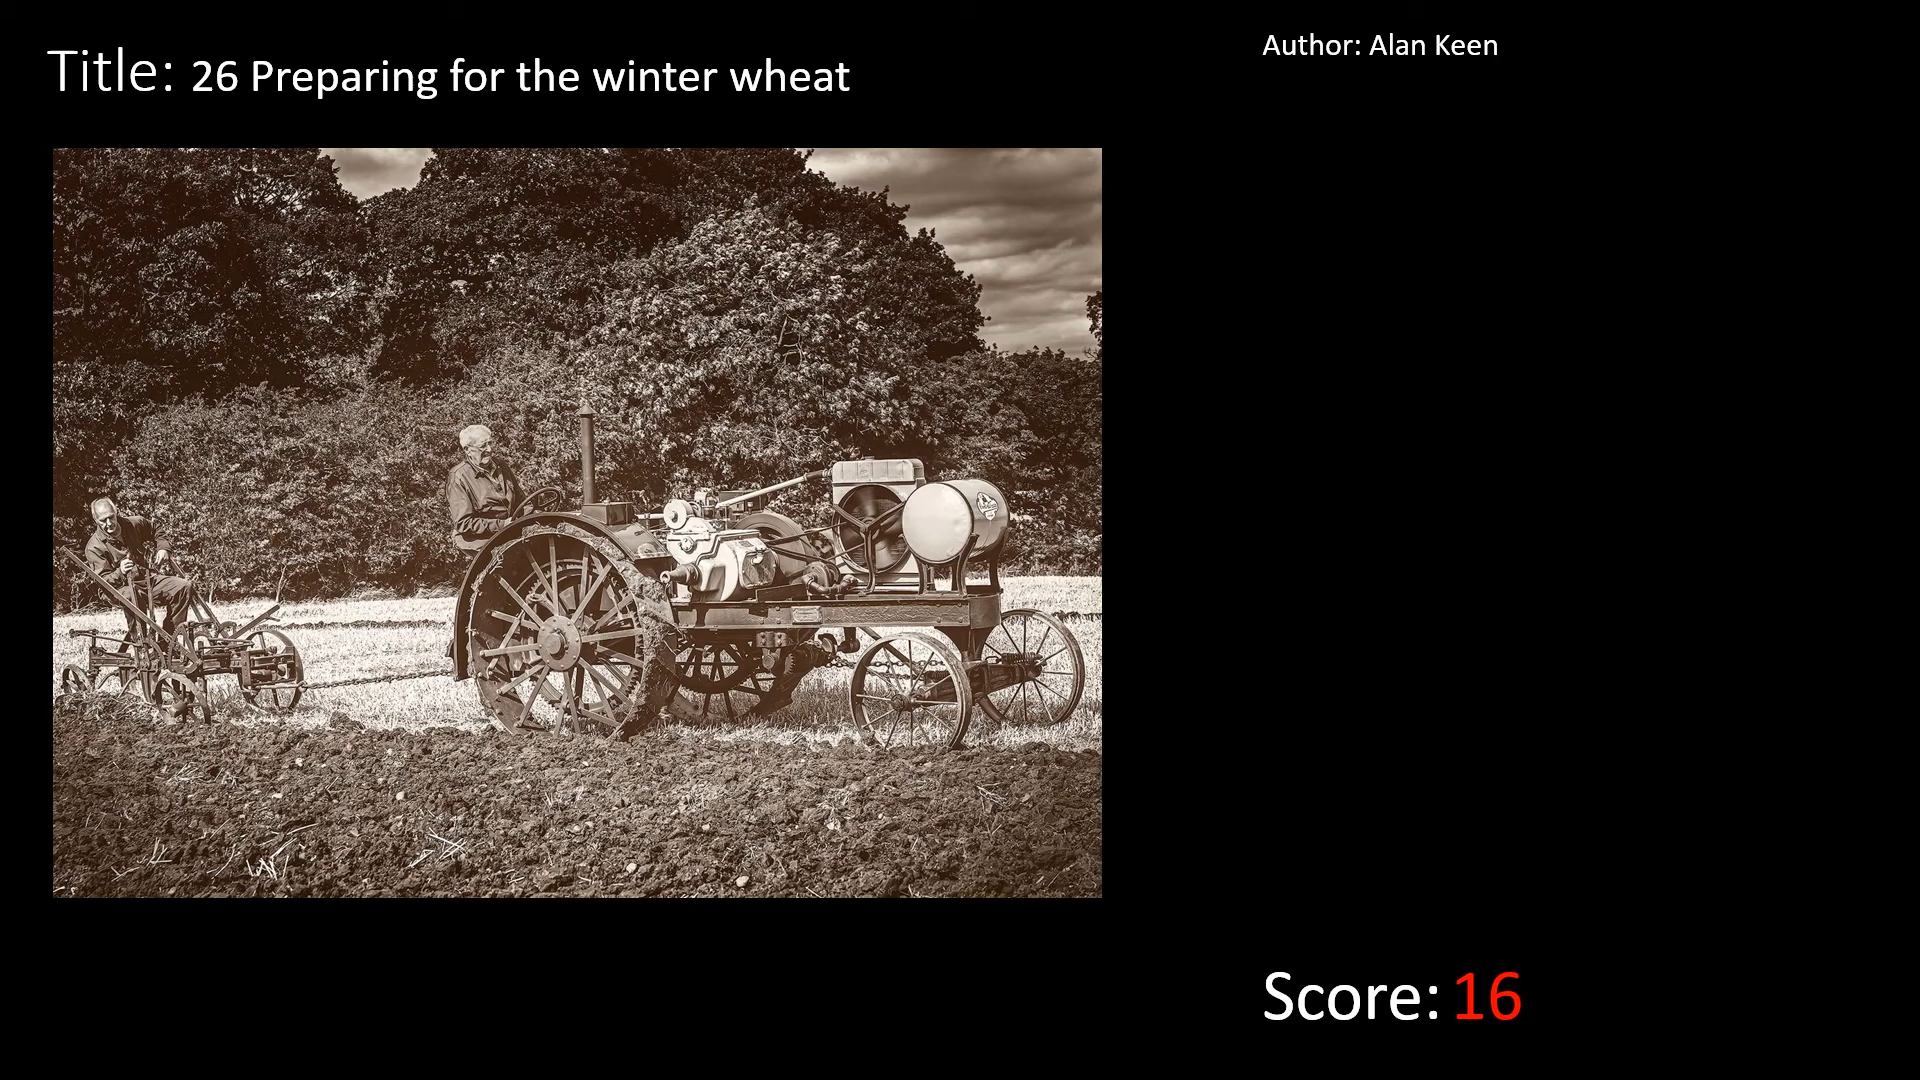 Title: 26 Preparing for the winter wheat
Author: Alan Keen
Score: 16